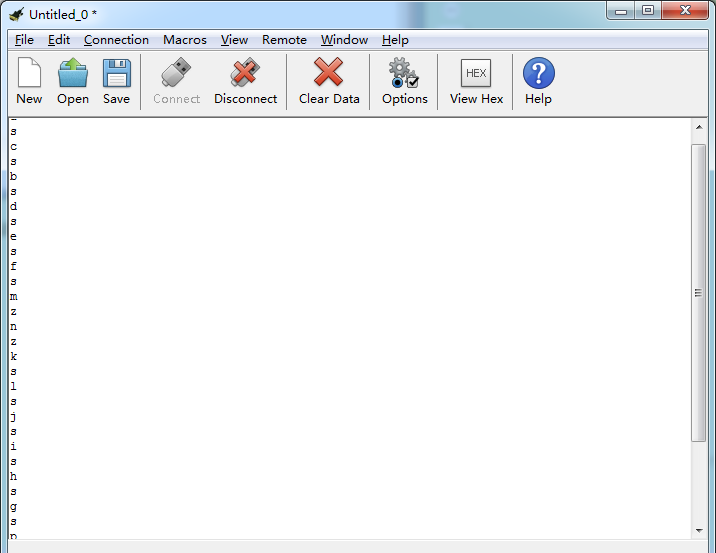 Untitled_0 *
File Edit Connection Macros View Remote Window Help
HEX ?
New Open Save Connect Disconnect Clear Data Options View Hex Help
s
c
s
b
s
d
s
e
s
f
s
m
z
n
z
k
s
l
s
j
s
i
s
h
s
g
s